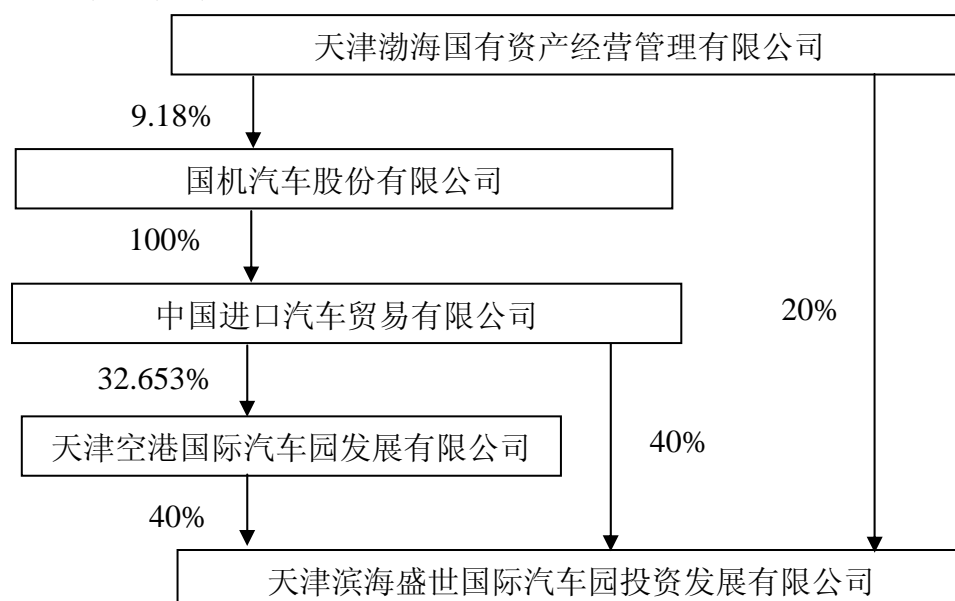 天津渤海国有资产经营管理有限公司
9.18%
国机汽车股份有限公司
100%
中国进口汽车贸易有限公司
20%
32.653%
天津空港国际汽车园发展有限公司
40%
40%
天津滨海盛世国际汽车园投资发展有限公司